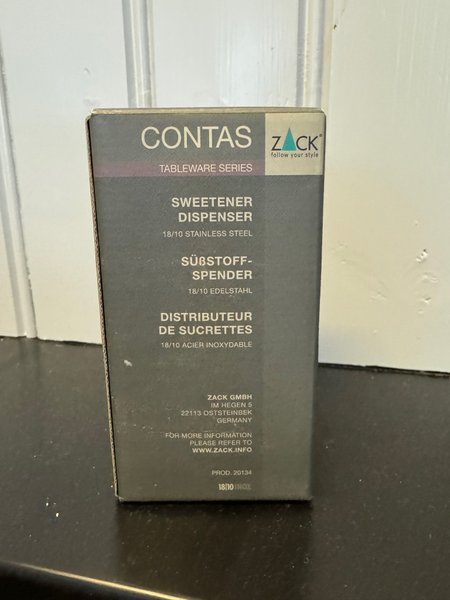 CONTAS
ZACK®
follow your style
TABLEWARE SERIES
SWEETENER
DISPENSER
18/10 STAINLESS STEEL
SÜßSTOFF-
SPENDER
18/10 EDELSTAHL
DISTRIBUTEUR
DE SUCRETTES
18/10 ACIER INOXYDABLE
ZACK GMBH
IM HEGEN 5
22113 OSTSTEINBEK
GERMANY
FOR MORE INFORMATION
PLEASE REFER TO
WWW.ZACK.INFO
PROD. 20134
18/10 INOX